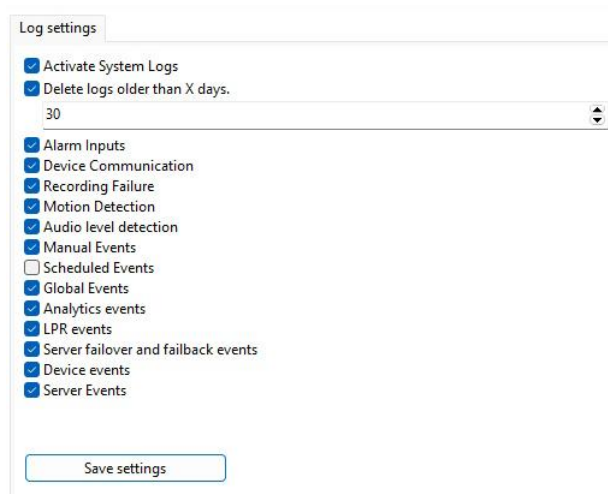 Log settings
Activate System Logs
Delete logs older than X days.
30
Alarm Inputs
Device Communication
Recording Failure
Motion Detection
Audio level detection
Manual Events
Scheduled Events
Global Events
Analytics events
LPR events
Server failover and failback events
Device events
Server Events
Save settings